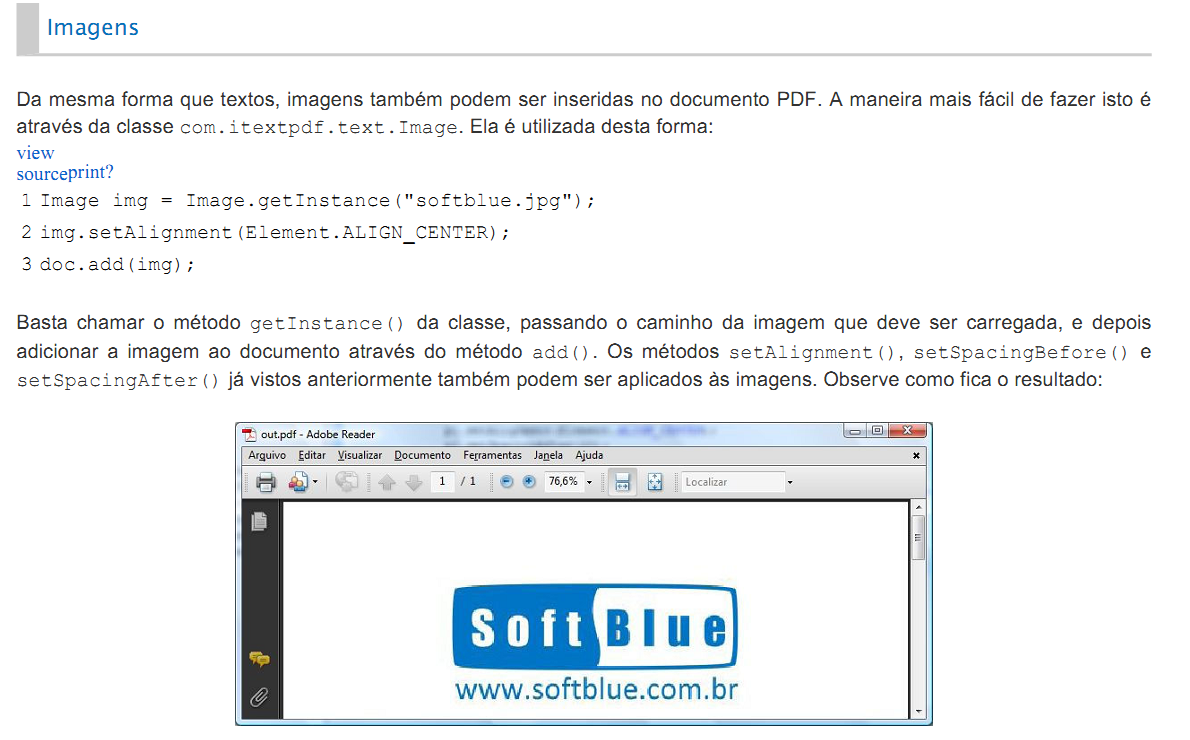 Imagens
Da mesma forma que textos, imagens também podem ser inseridas no documento PDF. A maneira mais fácil de fazer isto é
através da classe com.itextpdf.text.Image. Ela é utilizada desta forma:
view
sourceprint?
1 Image img = Image.getInstance("softblue.jpg");
2 img.setAlignment(Element.ALIGN_CENTER);
3 doc.add(img);
Basta chamar o método getInstance() da classe, passando o caminho da imagem que deve ser carregada, e depois
adicionar a imagem ao documento através do método add(). Os métodos setAlignment(), setSpacingBefore() e
setSpacingAfter() já vistos anteriormente também podem ser aplicados às imagens. Observe como fica o resultado:
out.pdf - Adobe Reader
Arquivo Editar Visualizar Documento Ferramentas Janela Ajuda
1 / 1 76,6% Localizar
Soft Blue
www.softblue.com.br